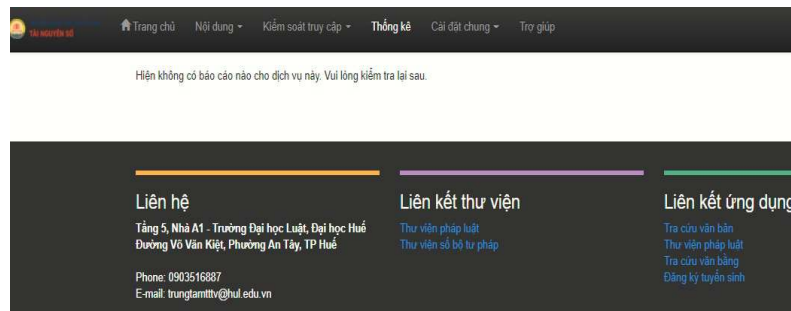 TÀI NGUYÊN SỐ
Trang chủ Nội dung Kiểm soát truy cập Thống kê Cài đặt chung Trợ giúp
Hiện không có báo cáo nào cho dịch vụ này. Vui lòng kiểm tra lại sau.
Liên hệ
Tầng 5, Nhà A1 - Trường Đại học Luật, Đại học Huế
Đường Võ Văn Kiệt, Phường An Tây, TP Huế
Phone: 0903516887
E-mail: trungtamtttv@hul.edu.vn
Liên kết thư viện
Thư viện pháp luật
Thư viện số bộ tư pháp
Liên kết ứng dụng
Tra cứu văn bản
Thư viện pháp luật
Tra cứu văn bằng
Đăng ký tuyển sinh